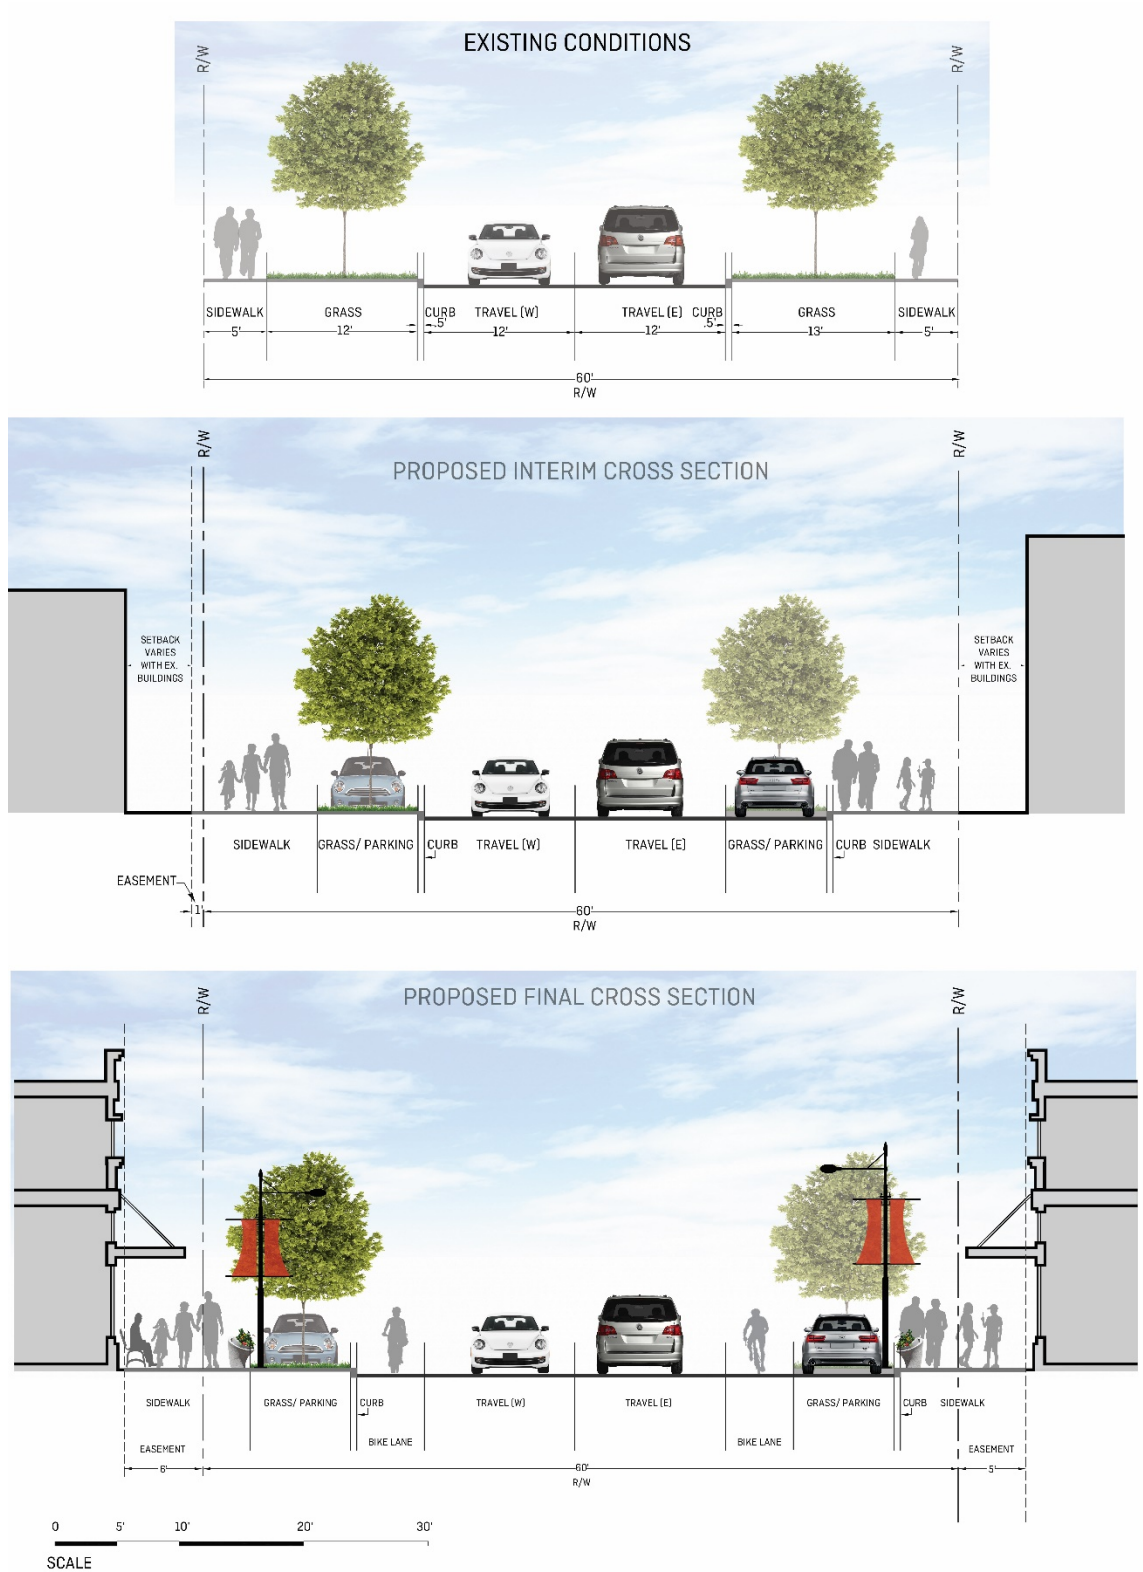 EXISTING CONDITIONS
R/W
R/W
SIDEWALK GRASS CURB TRAVEL (W) TRAVEL (E) CURB GRASS SIDEWALK
5' 12' .5' 12' 12' .5' 13' 5'
60'
R/W
PROPOSED INTERIM CROSS SECTION
R/W
R/W
SETBACK
VARIES
WITH EX.
BUILDINGS
SETBACK
VARIES
WITH EX.
BUILDINGS
SIDEWALK GRASS/ PARKING CURB TRAVEL (W) TRAVEL (E) GRASS/ PARKING CURB SIDEWALK
EASEMENT
1' 60'
R/W
PROPOSED FINAL CROSS SECTION
R/W
R/W
SIDEWALK GRASS/ PARKING CURB TRAVEL (W) TRAVEL (E) GRASS/ PARKING CURB SIDEWALK
EASEMENT BIKE LANE BIKE LANE EASEMENT
6' 60' 5'
R/W
0 5' 10' 20' 30'
SCALE